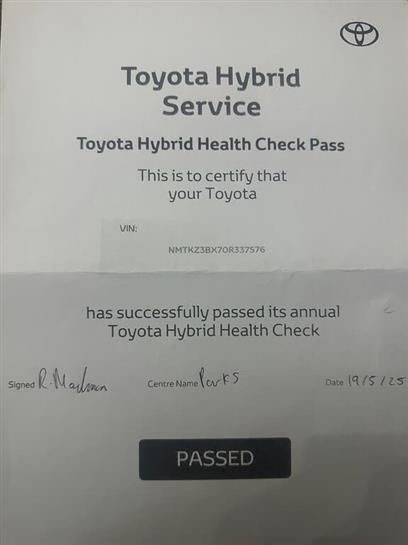 Toyota Hybrid
Service
Toyota Hybrid Health Check Pass
This is to certify that
your Toyota
VIN:
NMTKZ3BX70R337576
has successfully passed its annual
Toyota Hybrid Health Check
Signed R. Centre Name Parks Date 19/5/25
PASSED